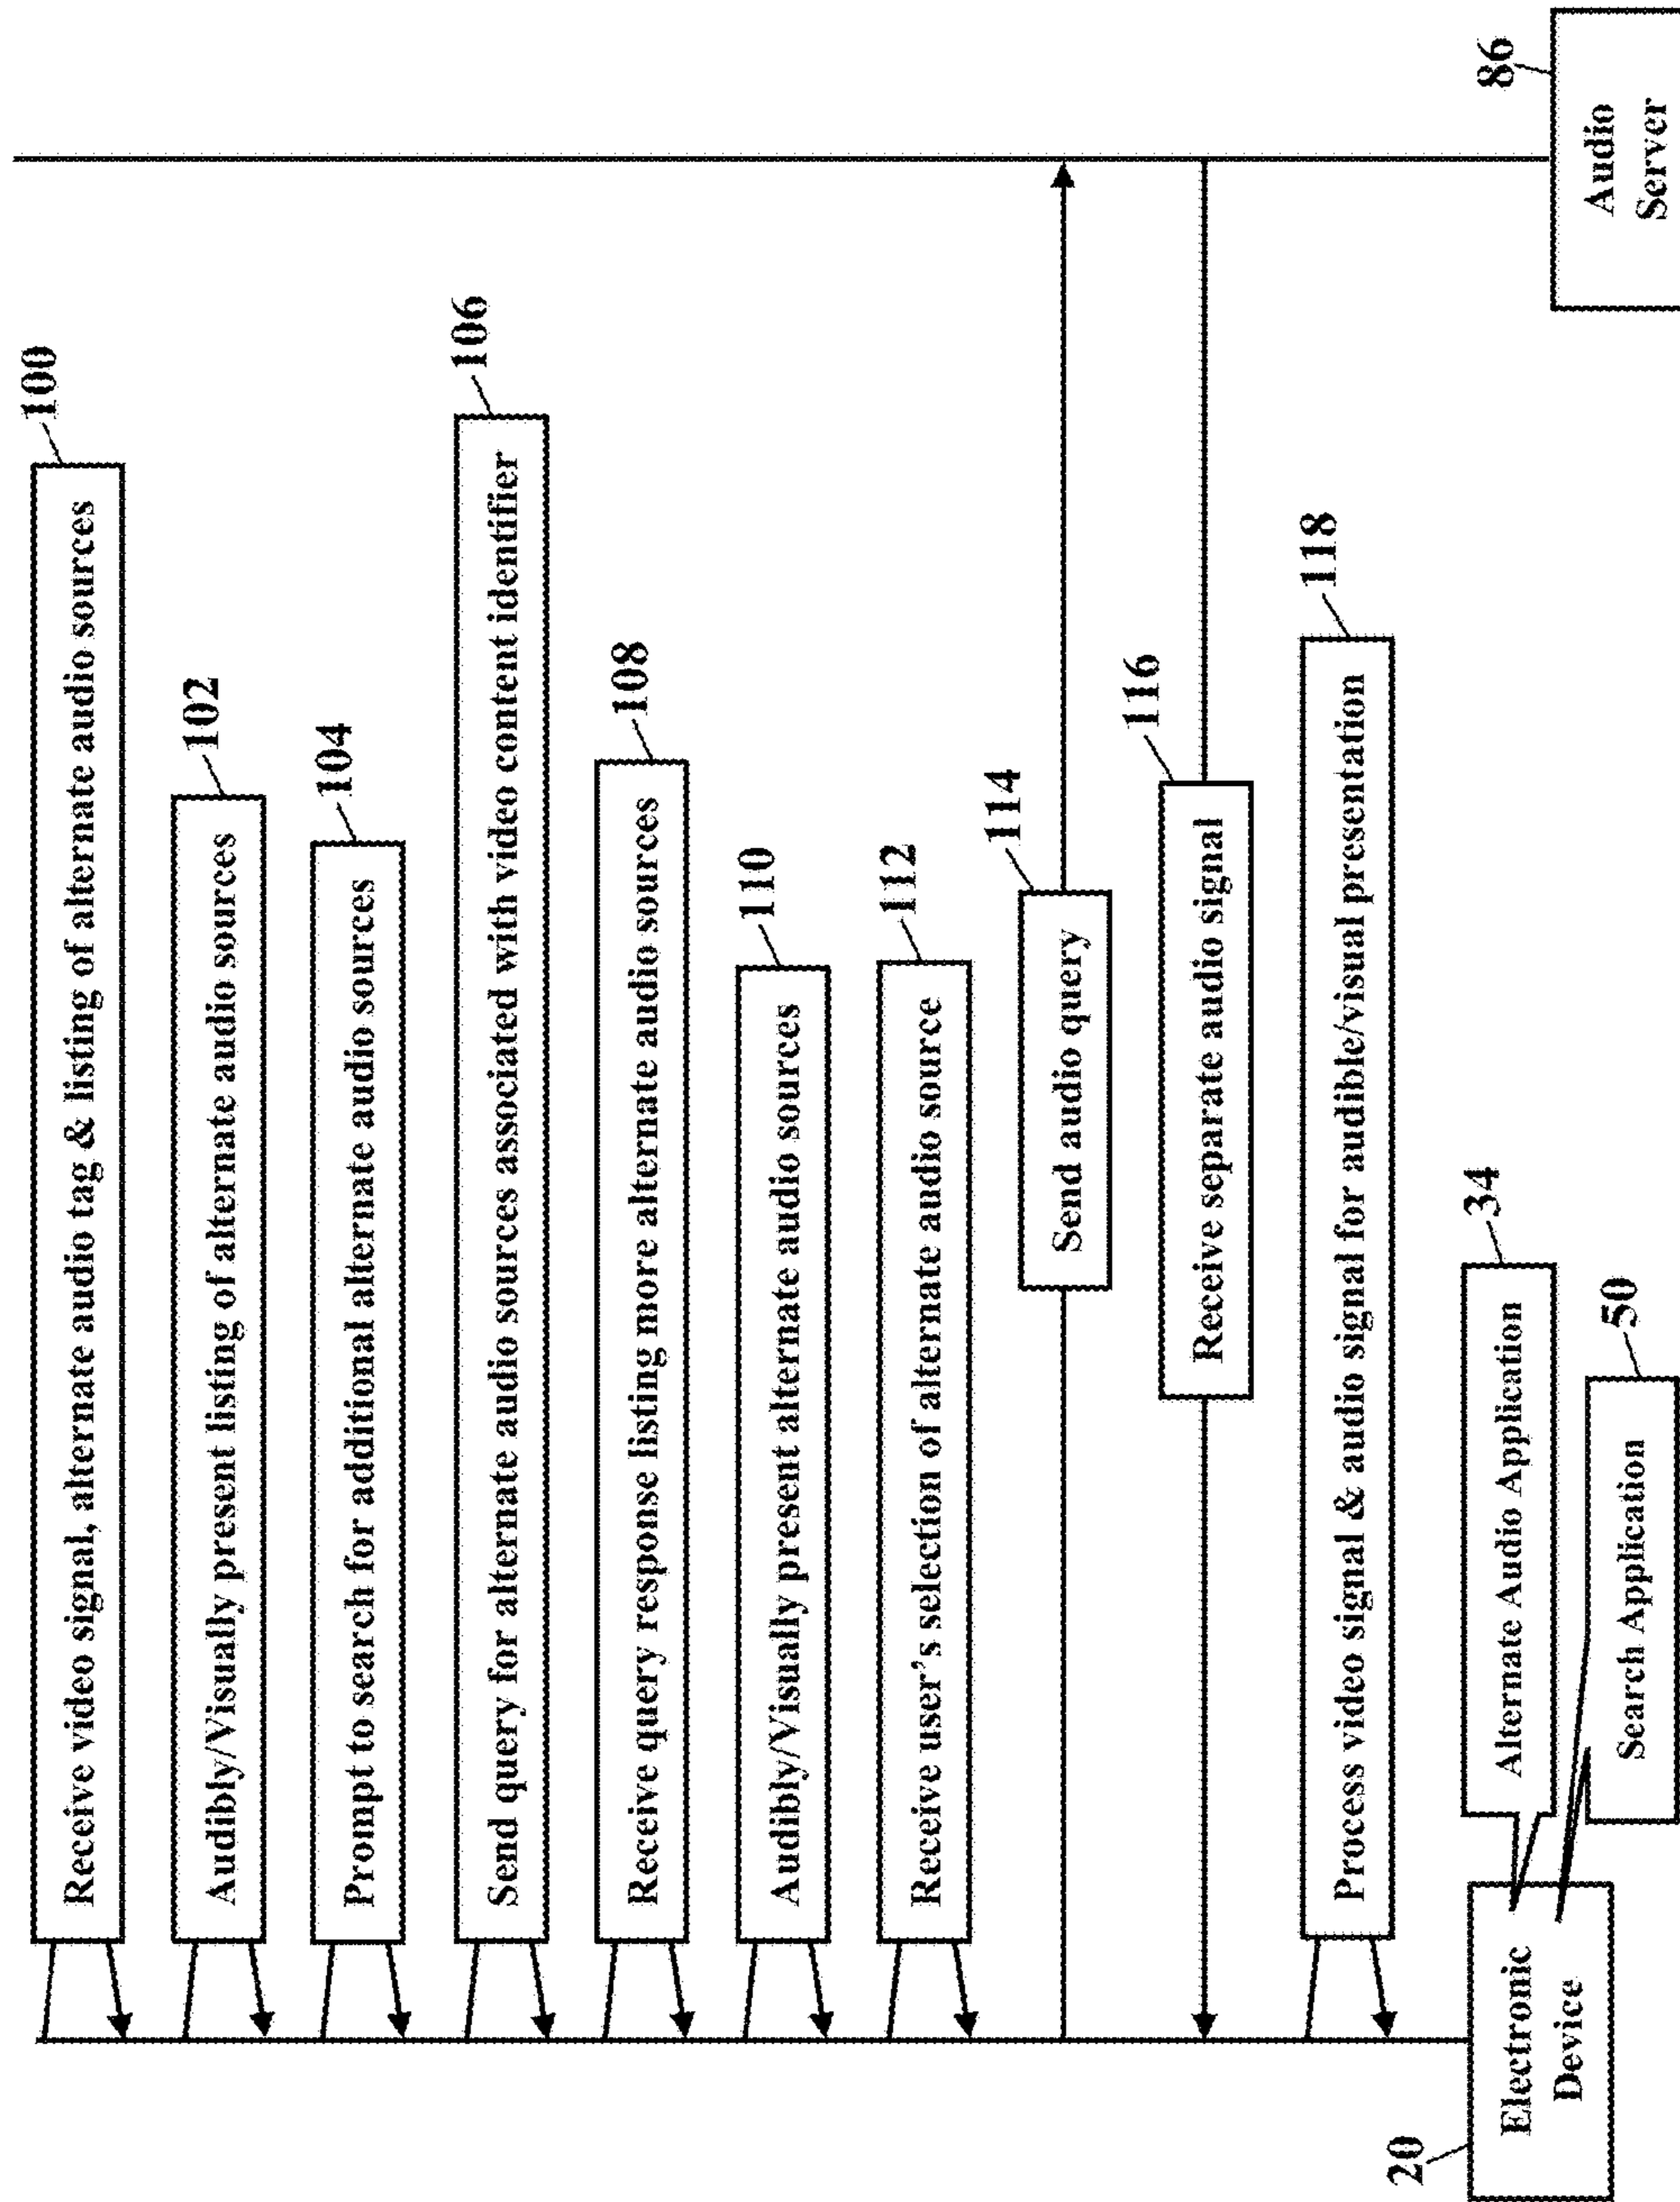 100
Receive video signal, alternate audio tag & listing of alternate audio sources
102
Audibly/Visually present listing of alternate audio sources
104
Prompt to search for additional alternate audio sources
106
Send query for alternate audio sources associated with video content identifier
108
Receive query response listing more alternate audio sources
110
Audibly/Visually present alternate audio sources
112
Receive user's selection of alternate audio source
114
Send audio query
116
Receive separate audio signal
118
Process video signal & audio signal for audible/visual presentation
34
Alternate Audio Application
50
Search Application
20
Electronic
Device
86
Audio
Server